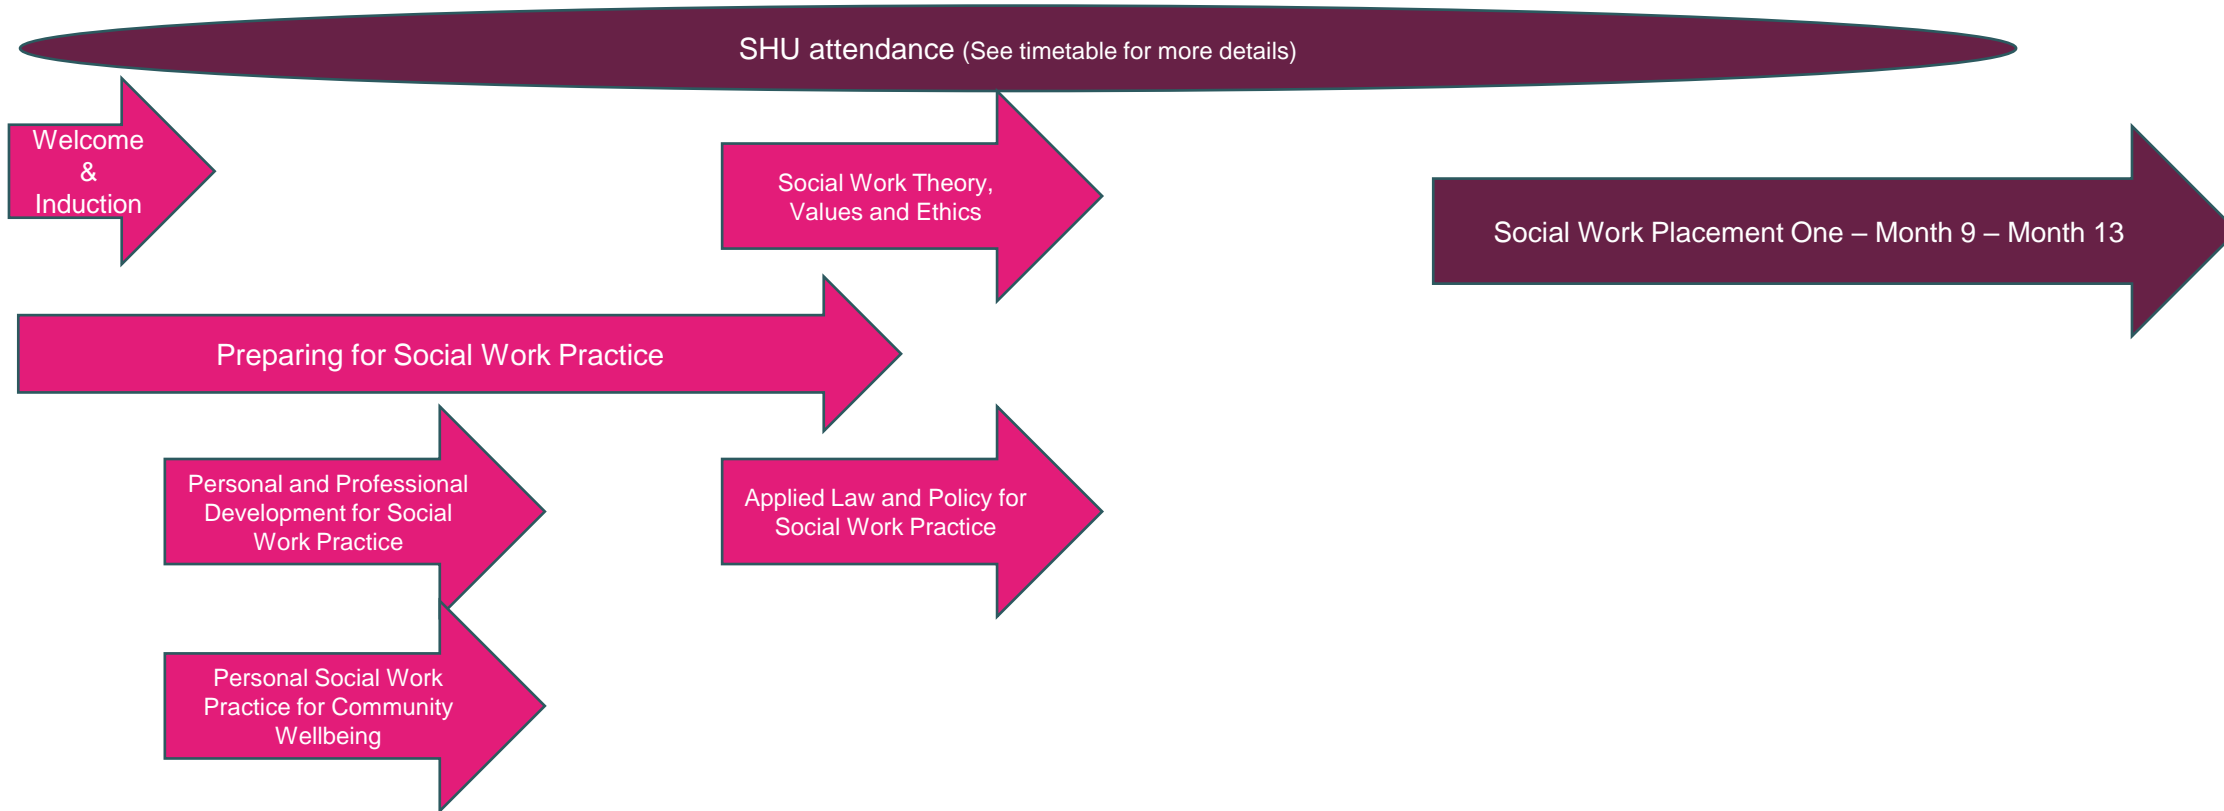 SHU attendance (See timetable for more details)
Welcome
&
Induction
Social Work Theory,
Values and Ethics
Social Work Placement One – Month 9 – Month 13
Preparing for Social Work Practice
Personal and Professional
Development for Social
Work Practice
Applied Law and Policy for
Social Work Practice
Personal Social Work
Practice for Community
Wellbeing